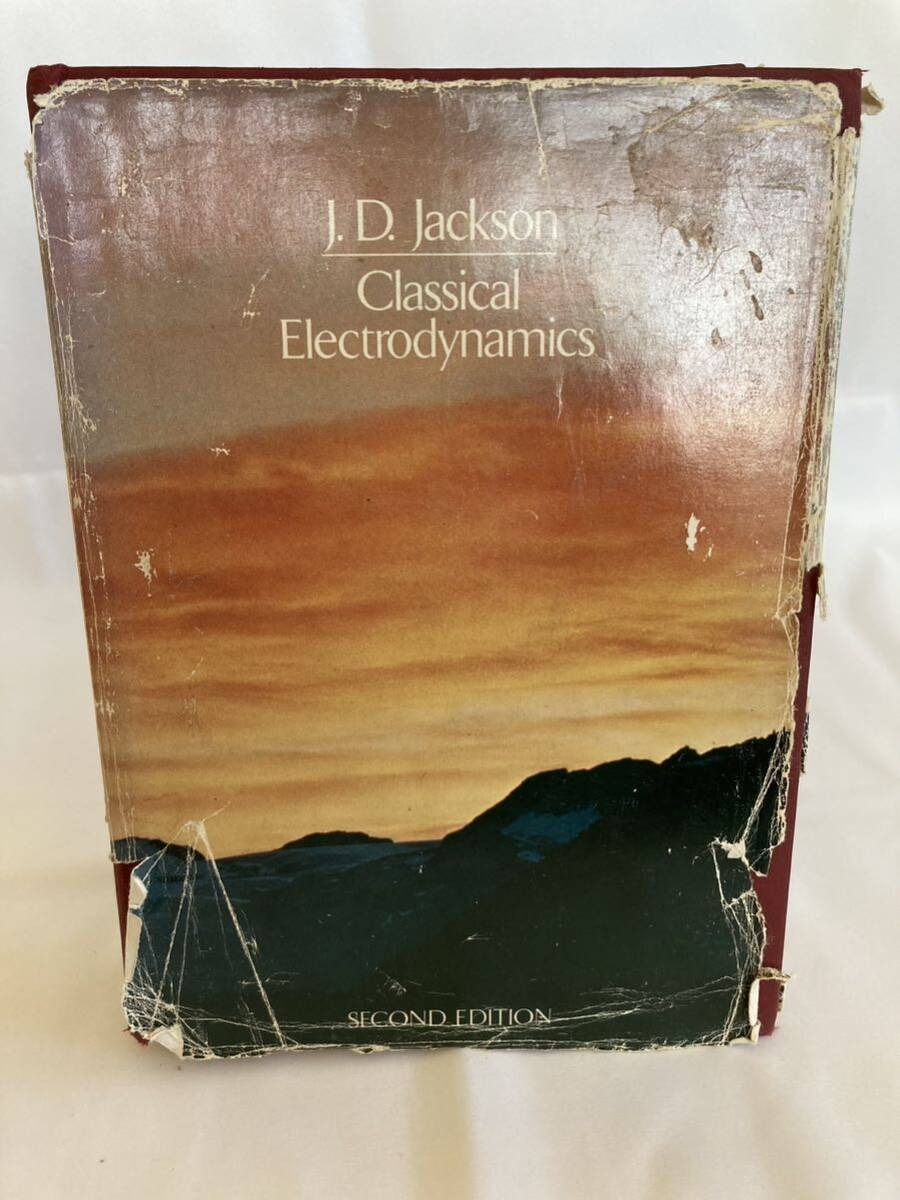 J. D. Jackson
Classical
Electrodynamics
SECOND EDITION